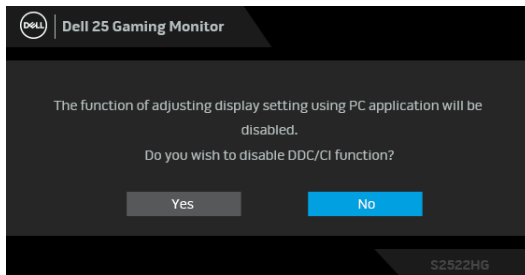 DELL Dell 25 Gaming Monitor
The function of adjusting display setting using PC application will be
disabled.
Do you wish to disable DDC/CI function?
Yes No
S2522HG